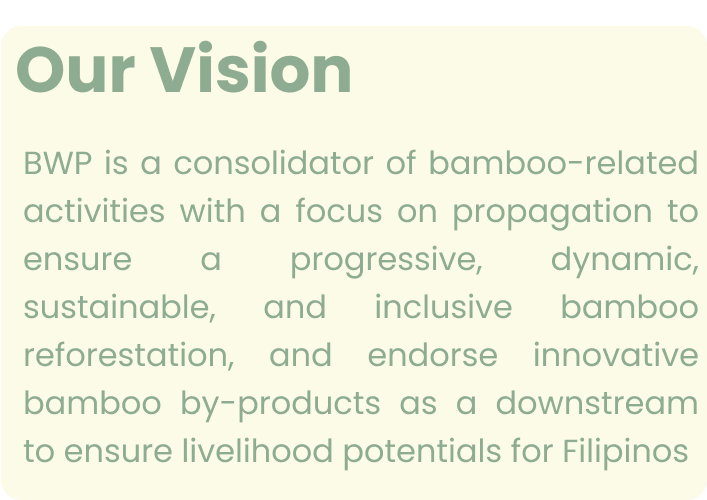 Our Vision
BWP is a consolidator of bamboo-related
activities with a focus on propagation to
ensure a progressive, dynamic,
sustainable, and inclusive bamboo
reforestation, and endorse innovative
bamboo by-products as a downstream
to ensure livelihood potentials for Filipinos